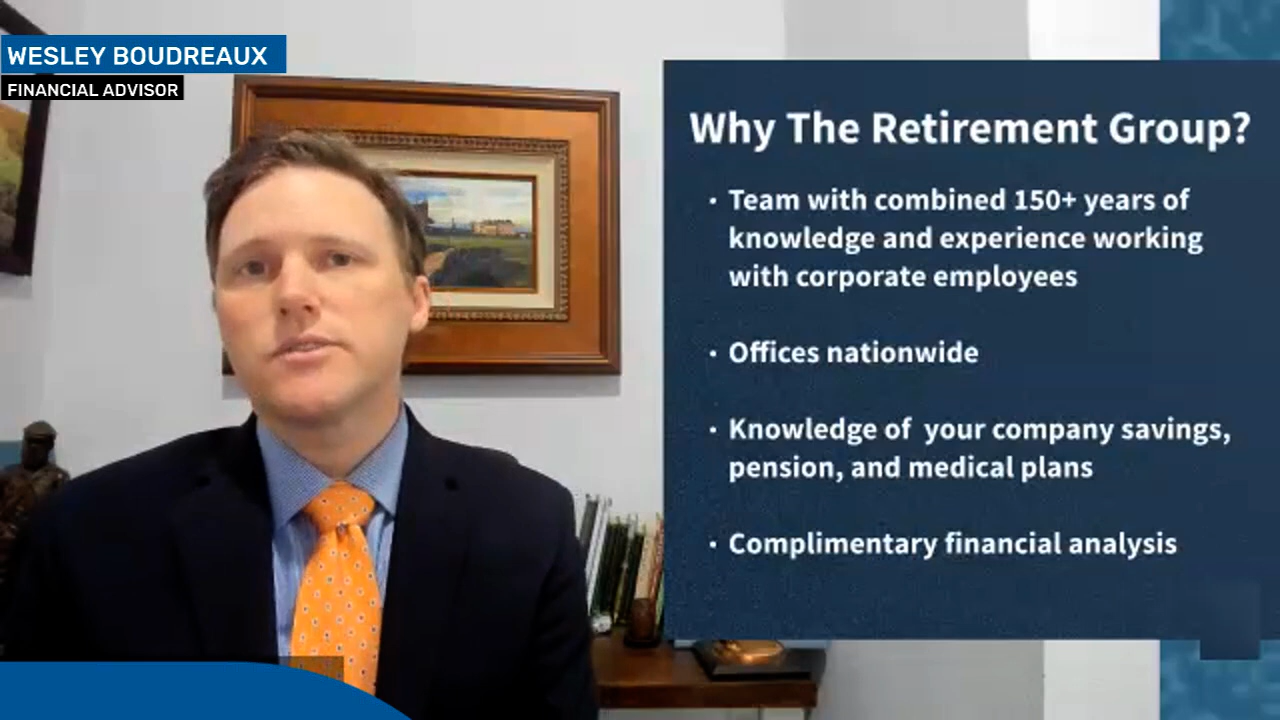 WESLEY BOUDREAUX
FINANCIAL ADVISOR
Why The Retirement Group?
• Team with combined 150+ years of
knowledge and experience working
with corporate employees
• Offices nationwide
• Knowledge of your company savings,
pension, and medical plans
• Complimentary financial analysis